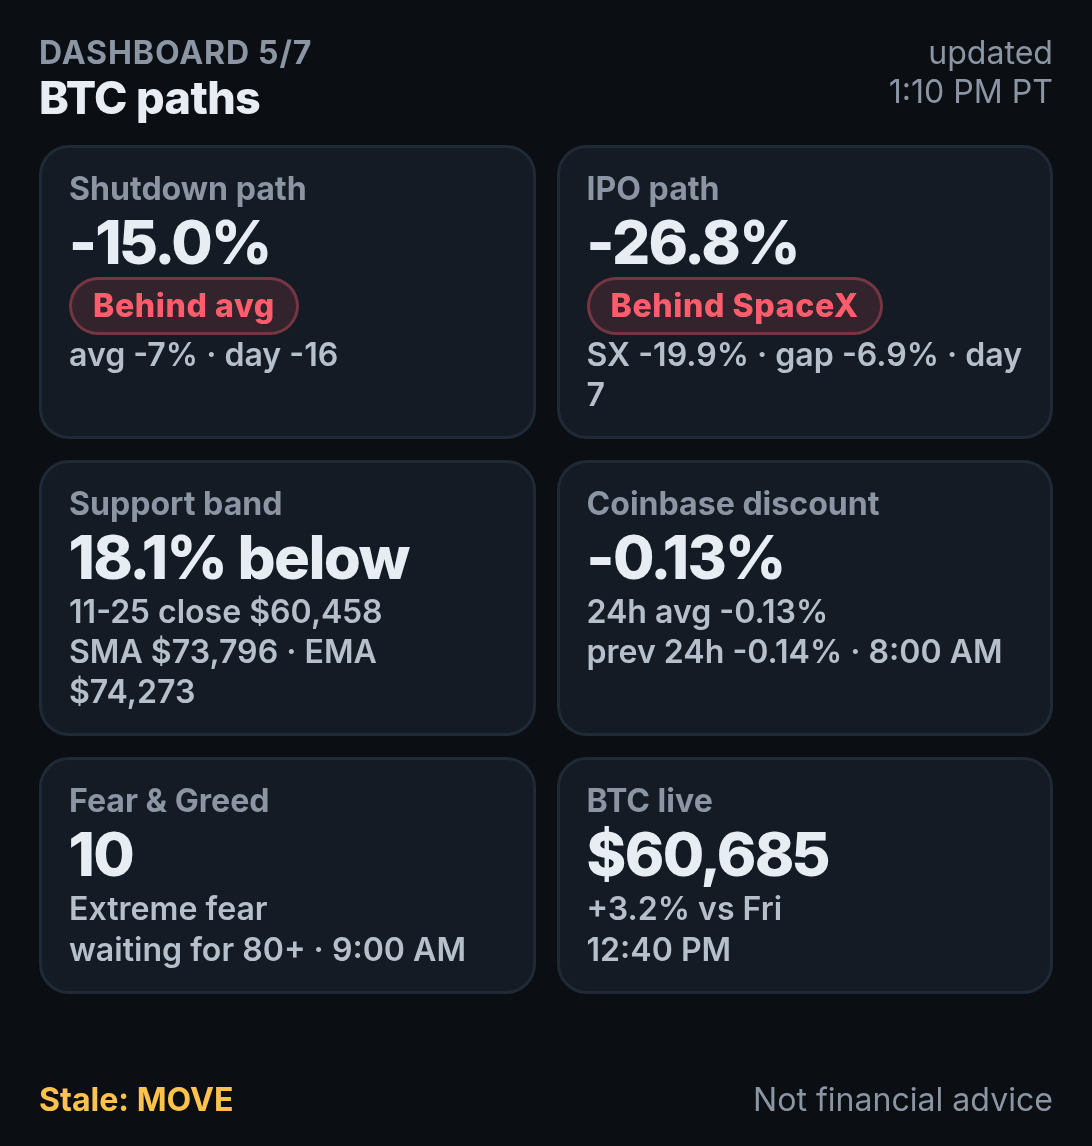 DASHBOARD 5/7
BTC paths
updated
1:10 PM PT
Shutdown path
-15.0%
Behind avg
avg -7% · day -16
IPO path
-26.8%
Behind SpaceX
SX -19.9% · gap -6.9% · day
7
Support band
18.1% below
11-25 close $60,458
SMA $73,796 · EMA
$74,273
Coinbase discount
-0.13%
24h avg -0.13%
prev 24h -0.14% · 8:00 AM
Fear & Greed
10
Extreme fear
waiting for 80+ · 9:00 AM
BTC live
$60,685
+3.2% vs Fri
12:40 PM
Stale: MOVE
Not financial advice